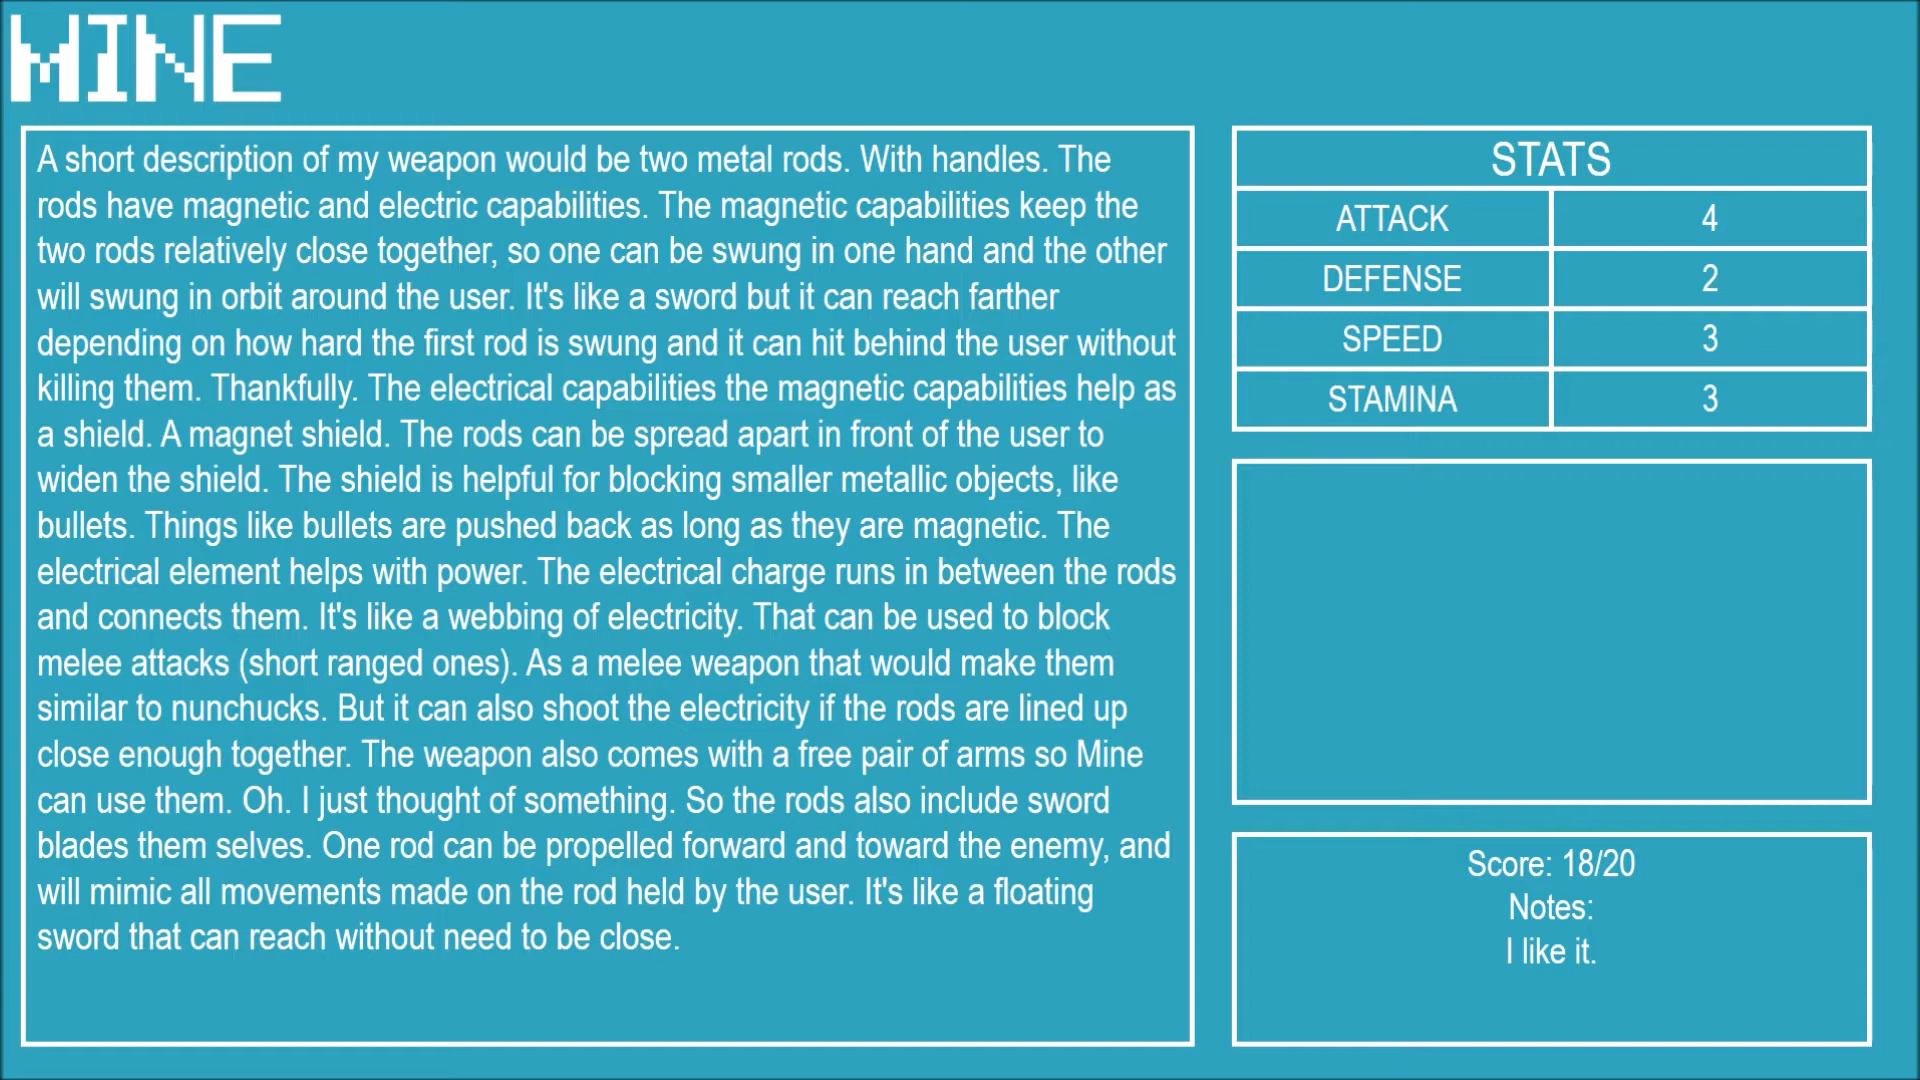 MINE
A short description of my weapon would be two metal rods. With handles. The
rods have magnetic and electric capabilities. The magnetic capabilities keep the
two rods relatively close together, so one can be swung in one hand and the other
will swung in orbit around the user. It's like a sword but it can reach farther
depending on how hard the first rod is swung and it can hit behind the user without
killing them. Thankfully. The electrical capabilities the magnetic capabilities help as
a shield. A magnet shield. The rods can be spread apart in front of the user to
widen the shield. The shield is helpful for blocking smaller metallic objects, like
bullets. Things like bullets are pushed back as long as they are magnetic. The
electrical element helps with power. The electrical charge runs in between the rods
and connects them. It's like a webbing of electricity. That can be used to block
melee attacks (short ranged ones). As a melee weapon that would make them
similar to nunchucks. But it can also shoot the electricity if the rods are lined up
close enough together. The weapon also comes with a free pair of arms so Mine
can use them. Oh. I just thought of something. So the rods also include sword
blades them selves. One rod can be propelled forward and toward the enemy, and
will mimic all movements made on the rod held by the user. It's like a floating
sword that can reach without need to be close.
STATS
ATTACK 4
DEFENSE 2
SPEED 3
STAMINA 3
Score: 18/20
Notes:
I like it.